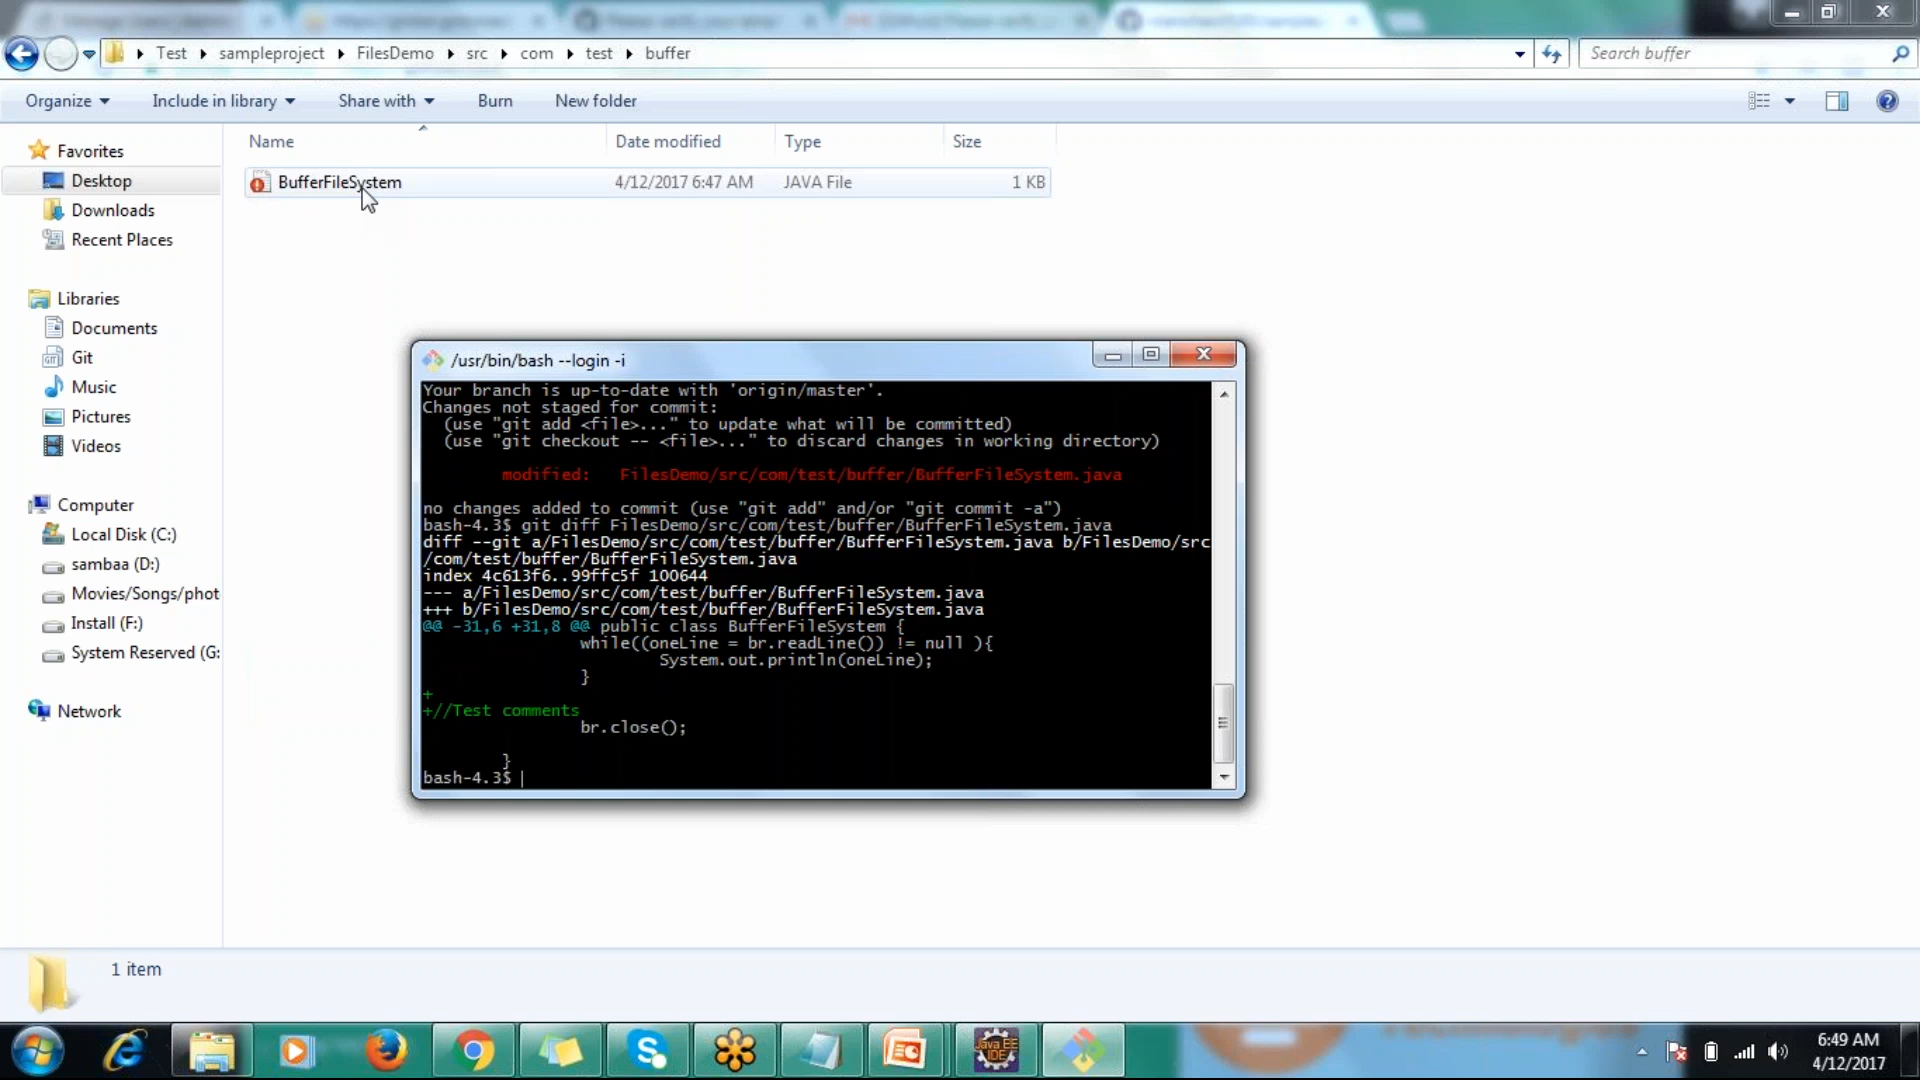 Test sampleproject FilesDemo src com test buffer
Search buffer
Organize Include in library Share with Burn New folder
Name Date modified Type Size
BufferFileSystem 4/12/2017 6:47 AM JAVA File 1 KB
Favorites
Desktop
Downloads
Recent Places
Libraries
Documents
Git
Music
Pictures
Videos
Computer
Local Disk (C:)
sambaa (D:)
Movies/Songs/phot
Install (F:)
System Reserved (G:
Network
/usr/bin/bash --login -i
Your branch is up-to-date with 'origin/master'.
Changes not staged for commit:
(use "git add <file>..." to update what will be committed)
(use "git checkout -- <file>..." to discard changes in working directory)
modified: FilesDemo/src/com/test/buffer/BufferFileSystem.java
no changes added to commit (use "git add" and/or "git commit -a")
bash-4.3$ git diff FilesDemo/src/com/test/buffer/BufferFileSystem.java
diff --git a/FilesDemo/src/com/test/buffer/BufferFileSystem.java b/FilesDemo/src
/com/test/buffer/BufferFileSystem.java
index 4c613f6..99ffc5f 100644
--- a/FilesDemo/src/com/test/buffer/BufferFileSystem.java
+++ b/FilesDemo/src/com/test/buffer/BufferFileSystem.java
@@ -31,6 +31,8 @@ public class BufferFileSystem {
while((oneLine = br.readLine()) != null ){
System.out.println(oneLine);
}
+
+//Test comments
br.close();
}
bash-4.3$
1 item
Java EE
IDE
6:49 AM
4/12/2017